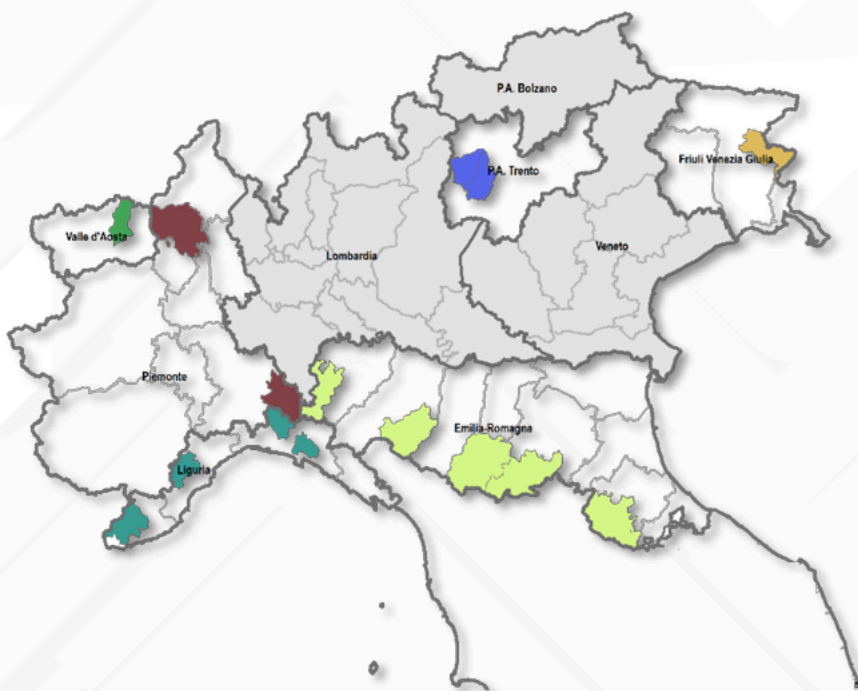 P.A. Bolzano
Friuli Venezia Giulia
P.A. Trento
Valle d'Aosta
Veneto
Lombardia
Piemonte
Emilia-Romagna
Liguria